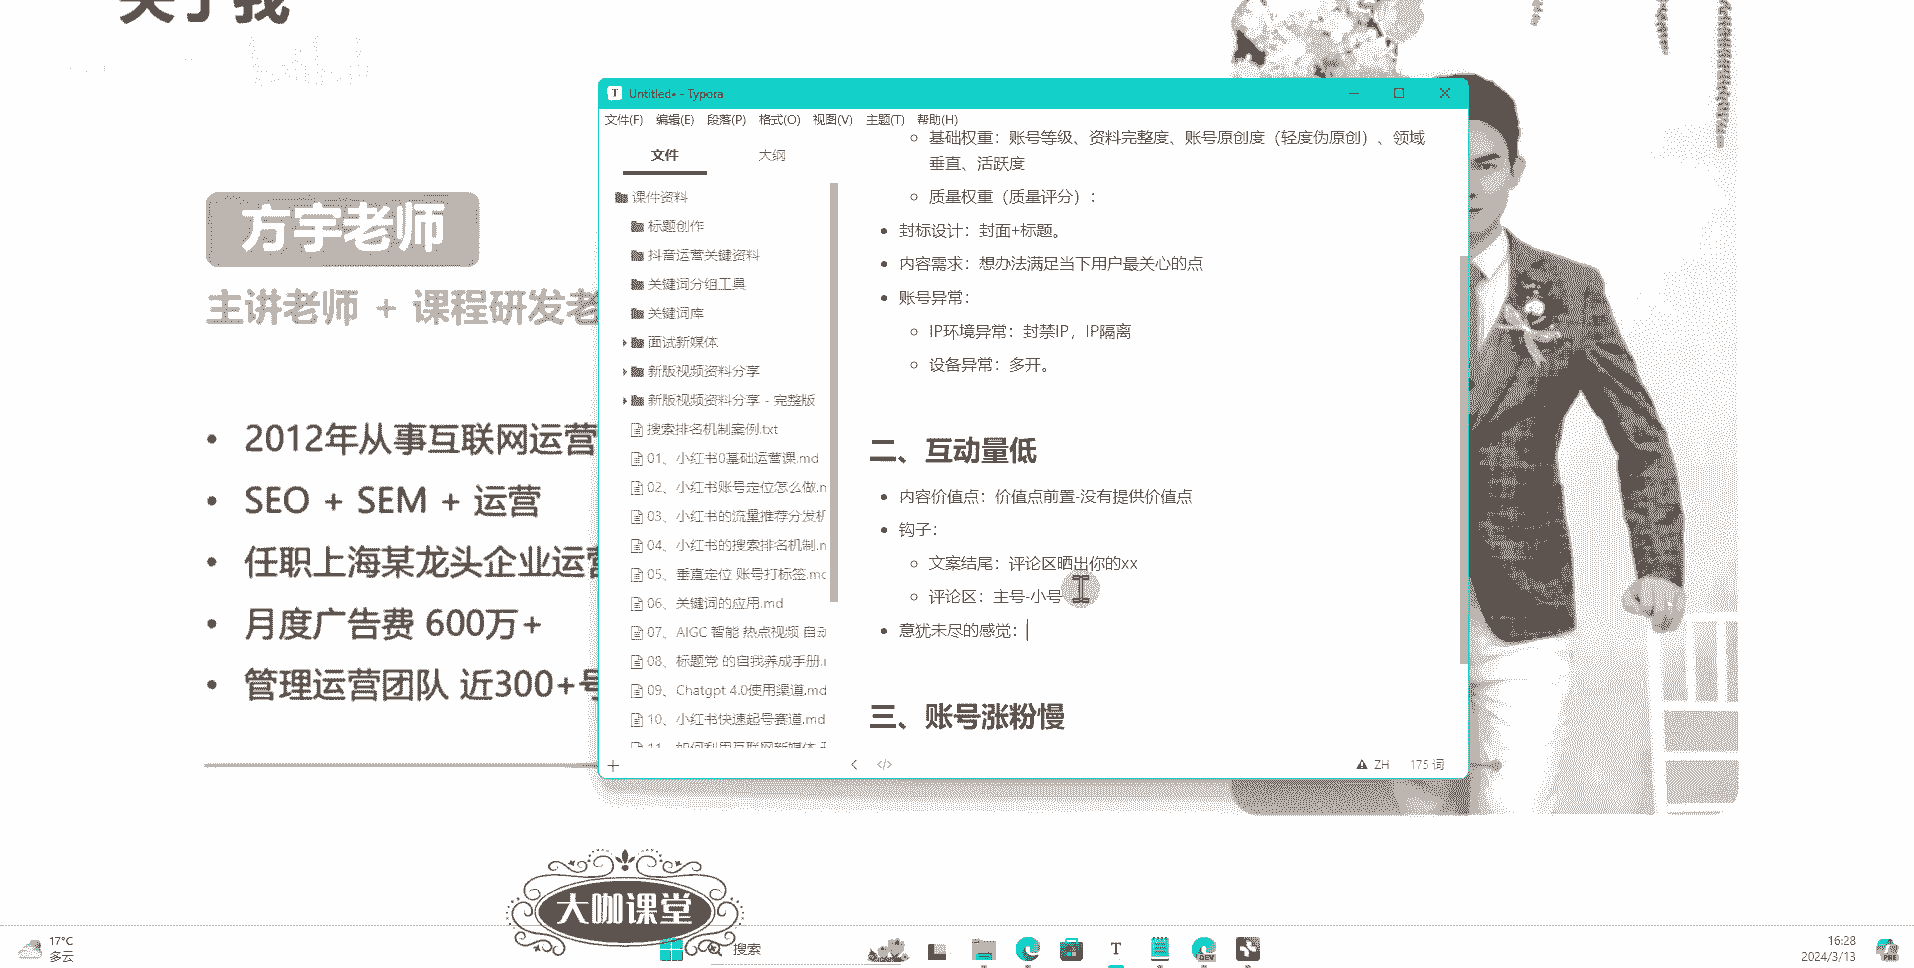 关于我
方宇老师
主讲老师 + 课程研发老
2012年从事互联网运营
SEO + SEM + 运营
任职上海某龙头企业运营
月度广告费 600万+
管理运营团队 近300+号
Untitled• - Typora
文件(F) 编辑(E) 段落(P) 格式(O) 视图(V) 主题(T) 帮助(H)
文件 大纲
课件资料
标题创作
抖音运营关键资料
关键词分组工具
关键词库
面试新媒体
新版视频资料分享
新版视频资料分享 - 完整版
搜索排名机制案例.txt
01、小红书0基础运营课.md
02、小红书账号定位怎么做.n
03、小红书的流量推荐分发机
04、小红书的搜索排名机制.n
05、垂直定位 账号打标签.mc
06、关键词的应用.md
07、AIGC 智能 热点视频 自动
08、标题党 的自我养成手册.r
09、Chatgpt 4.0使用渠道.md
10、小红书快速起号赛道.md
11、如何利用互联网新媒体
基础权重：账号等级、资料完整度、账号原创度（轻度伪原创）、领域
垂直、活跃度
质量权重（质量评分）：
封标设计：封面+标题。
内容需求：想办法满足当下用户最关心的点
账号异常：
IP环境异常：封禁IP，IP隔离
设备异常：多开。
二、互动量低
内容价值点：价值点前置-没有提供价值点
钩子：
文案结尾：评论区晒出你的xx
评论区：主号-小号
意犹未尽的感觉：
三、账号涨粉慢
ZH 175 词
大咖课堂
17°C
多云
搜索
DEV
16:28
2024/3/13
PRE